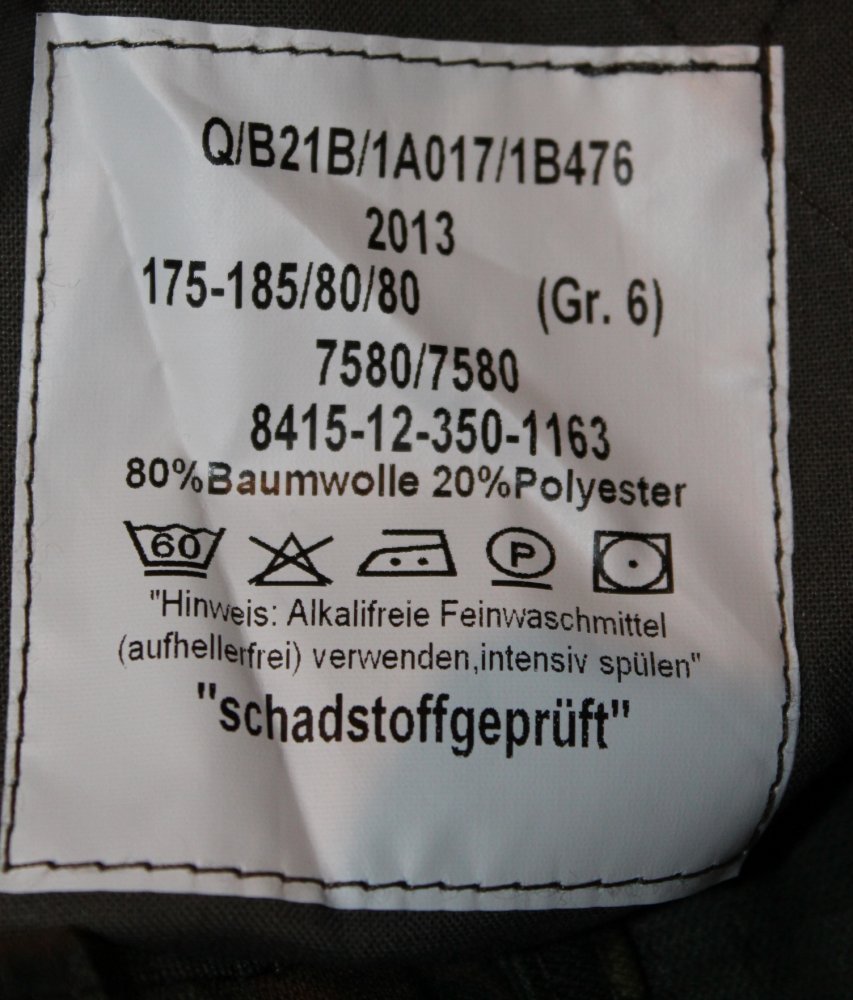 Q/B21B/1A017/1B476
2013
175-185/80/80 (Gr. 6)
7580/7580
8415-12-350-1163
80%Baumwolle 20%Polyester
60 P
"Hinweis: Alkalifreie Feinwaschmittel
(aufhellerfrei) verwenden,intensiv spülen"
"schadstoffgeprüft"